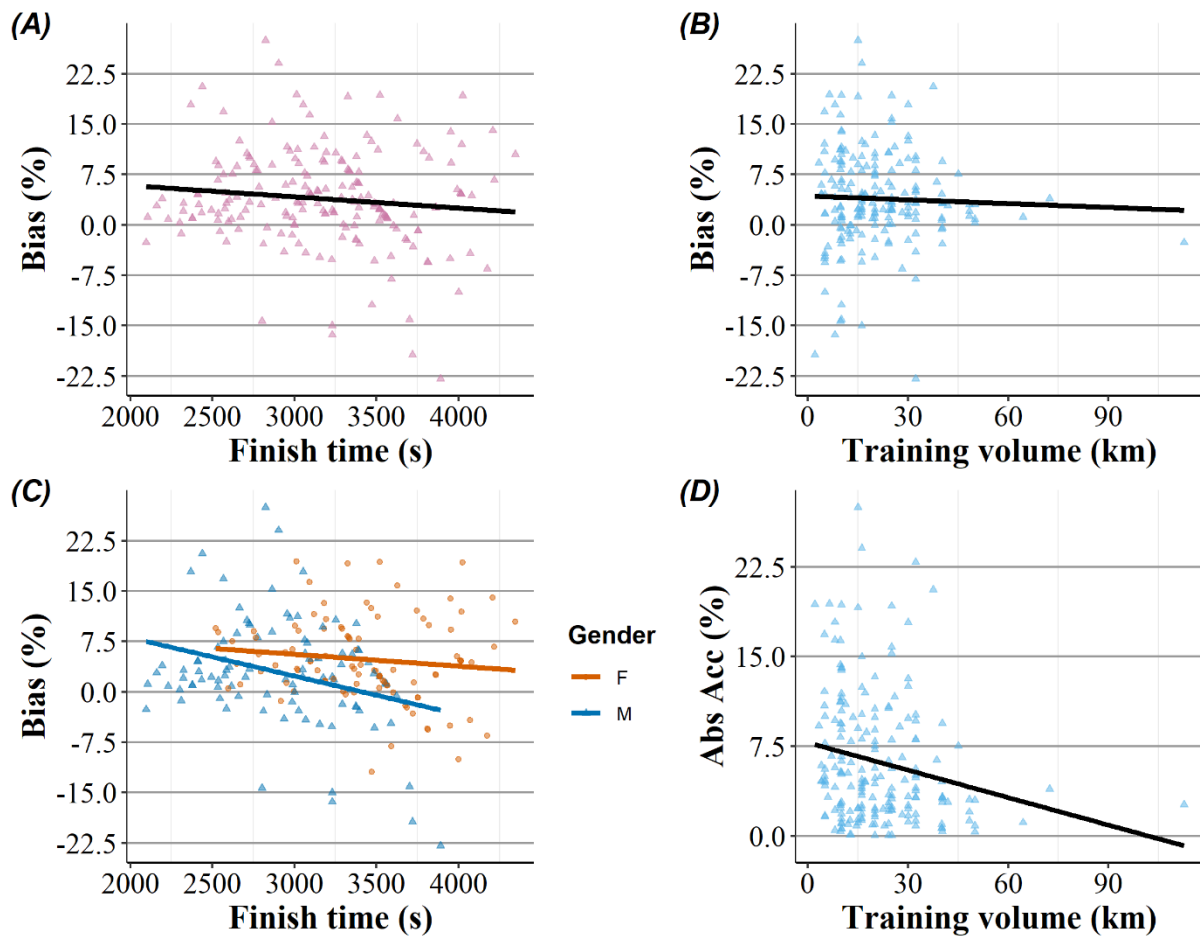 (A)
Bias (%)
22.5
15.0
7.5
0.0
-7.5
-15.0
-22.5
2000 2500 3000 3500 4000
Finish time (s)
(B)
Bias (%)
22.5
15.0
7.5
0.0
-7.5
-15.0
-22.5
0 30 60 90
Training volume (km)
(C)
Bias (%)
22.5
15.0
7.5
0.0
-7.5
-15.0
-22.5
2000 2500 3000 3500 4000
Finish time (s)
Gender
F
M
(D)
Abs Acc (%)
22.5
15.0
7.5
0.0
0 30 60 90
Training volume (km)